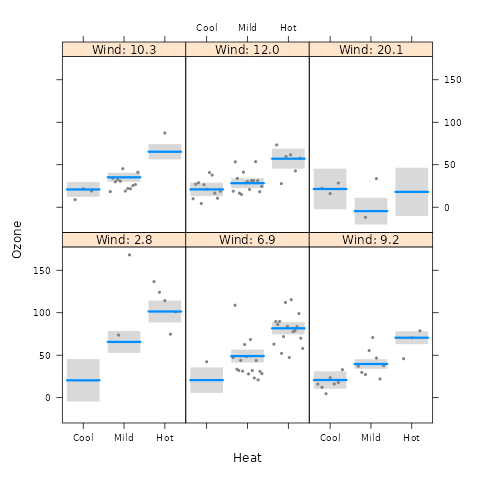 Cool Mild Hot
Wind: 10.3 Wind: 12.0 Wind: 20.1
150
100
50
0
Ozone
Wind: 2.8 Wind: 6.9 Wind: 9.2
150
100
50
0
Cool Mild Hot Cool Mild Hot
Heat